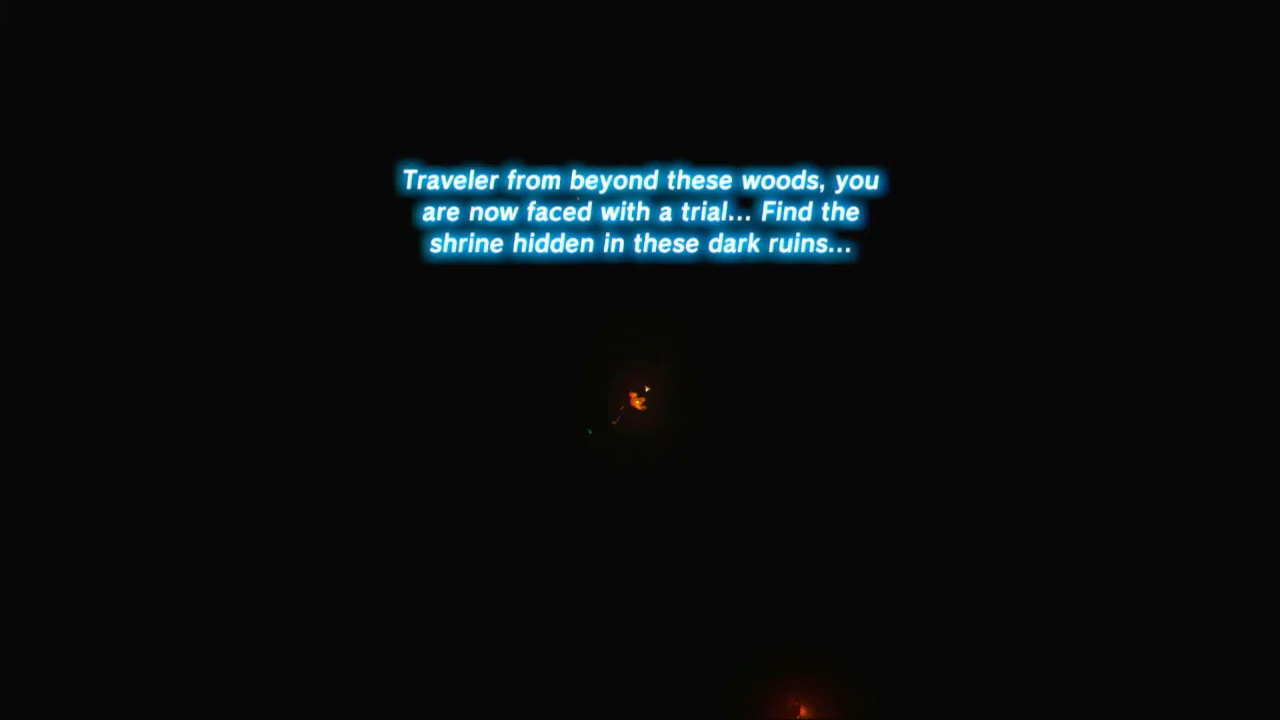 Traveler from beyond these woods, you
are now faced with a trial... Find the
shrine hidden in these dark ruins...